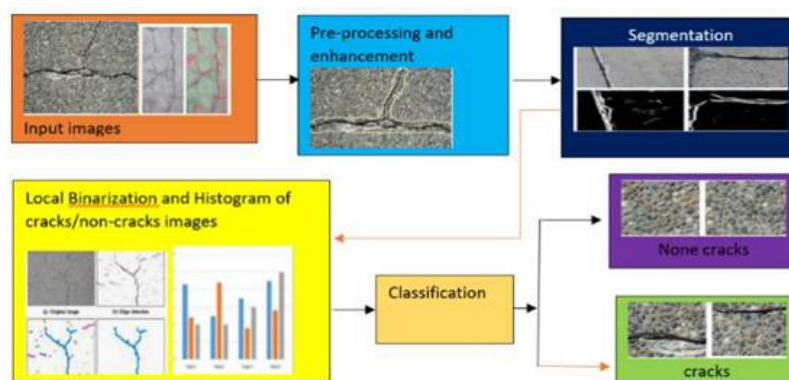 Input images
Pre-processing and
enhancement
Segmentation
Local Binarization and Histogram of
cracks/non-cracks images
Classification
None cracks
cracks